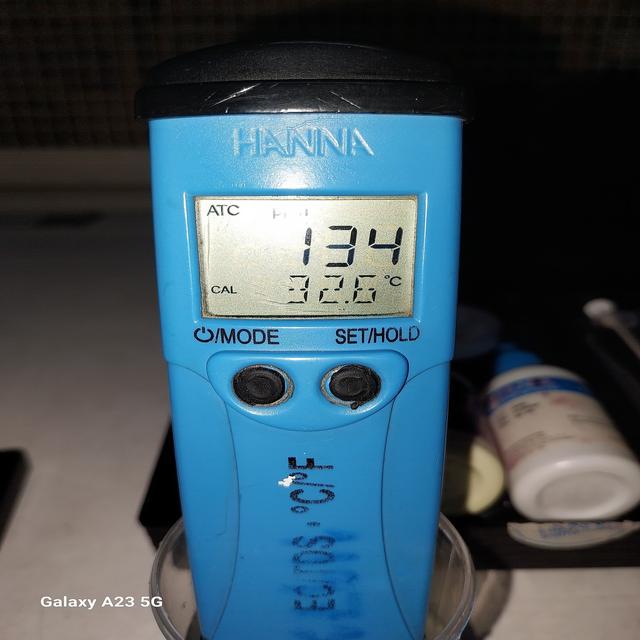 HANNA
ATC
134
CAL 32.6 °C
⏻/MODE SET/HOLD
EC/TDS · °C/°F
Galaxy A23 5G